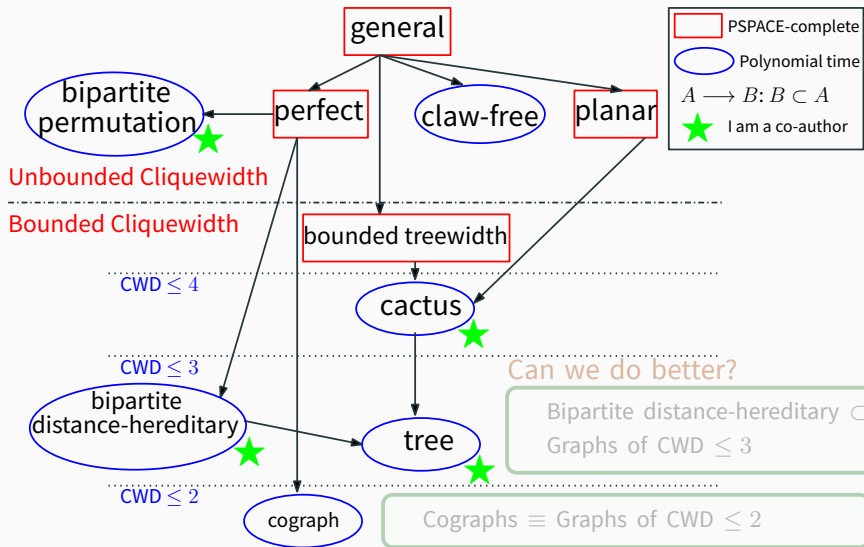 general
PSPACE-complete
Polynomial time
A ⟶ B: B ⊂ A
I am a co-author
bipartite
permutation
perfect
claw-free
planar
Unbounded Cliquewidth
Bounded Cliquewidth
bounded treewidth
CWD ≤ 4
cactus
CWD ≤ 3
Can we do better?
bipartite
distance-hereditary
tree
Bipartite distance-hereditary ⊂
Graphs of CWD ≤ 3
CWD ≤ 2
cograph
Cographs ≡ Graphs of CWD ≤ 2